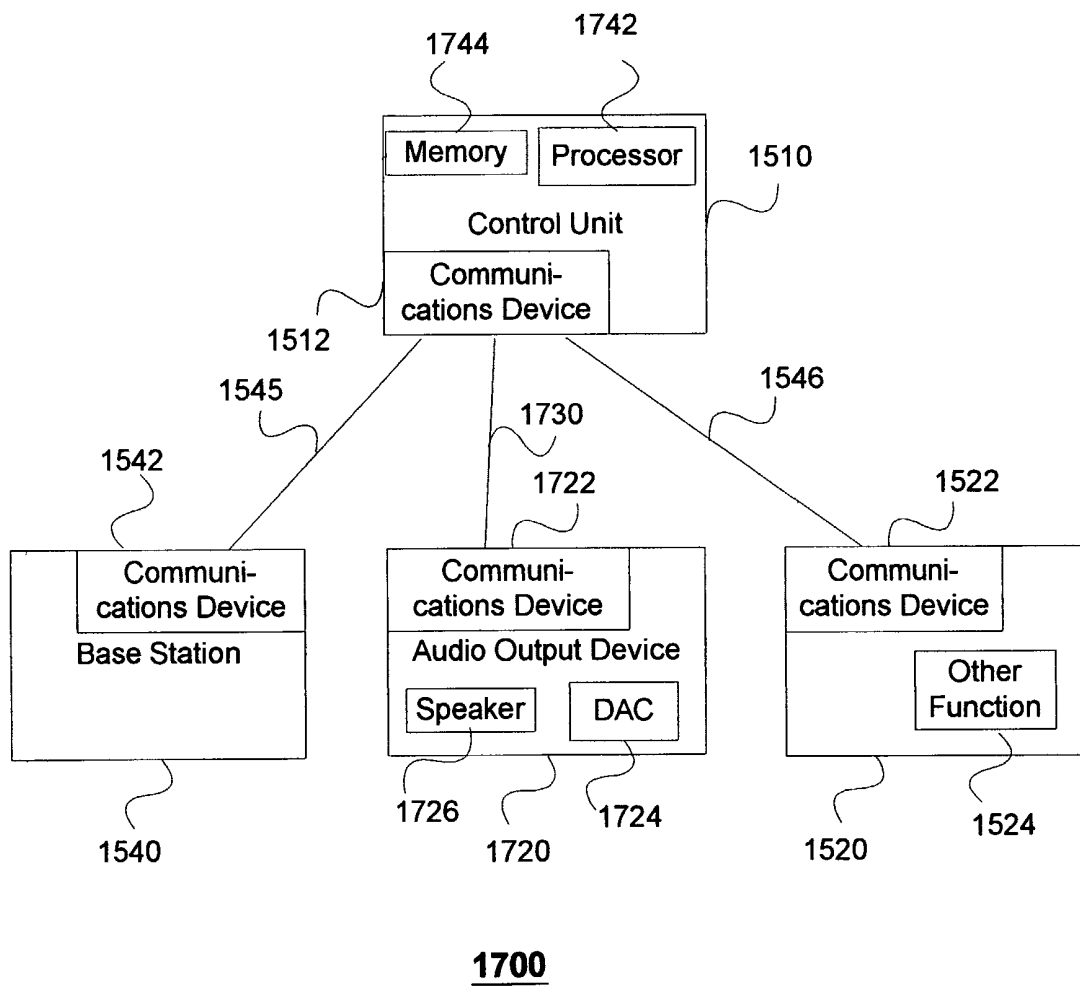 1744
1742
Memory
Processor
1510
Control Unit
Communi-
cations Device
1512
1545
1730
1546
1542
1722
1522
Communi-
cations Device
Base Station
Communi-
cations Device
Audio Output Device
Speaker
DAC
Communi-
cations Device
Other
Function
1726
1724
1524
1540
1720
1520
1700